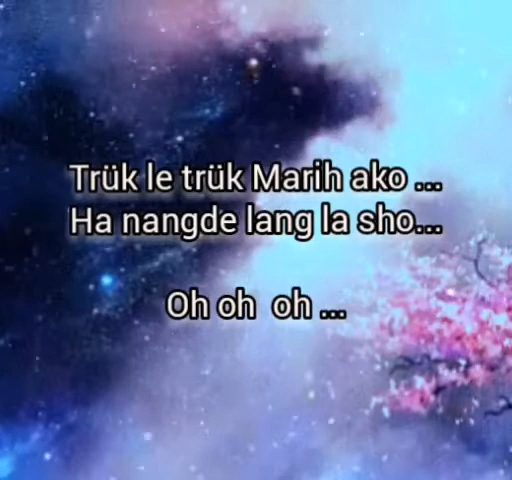 Trük le trük Marih ako ...
Ha nangde lang la sho...
Oh oh  oh ...